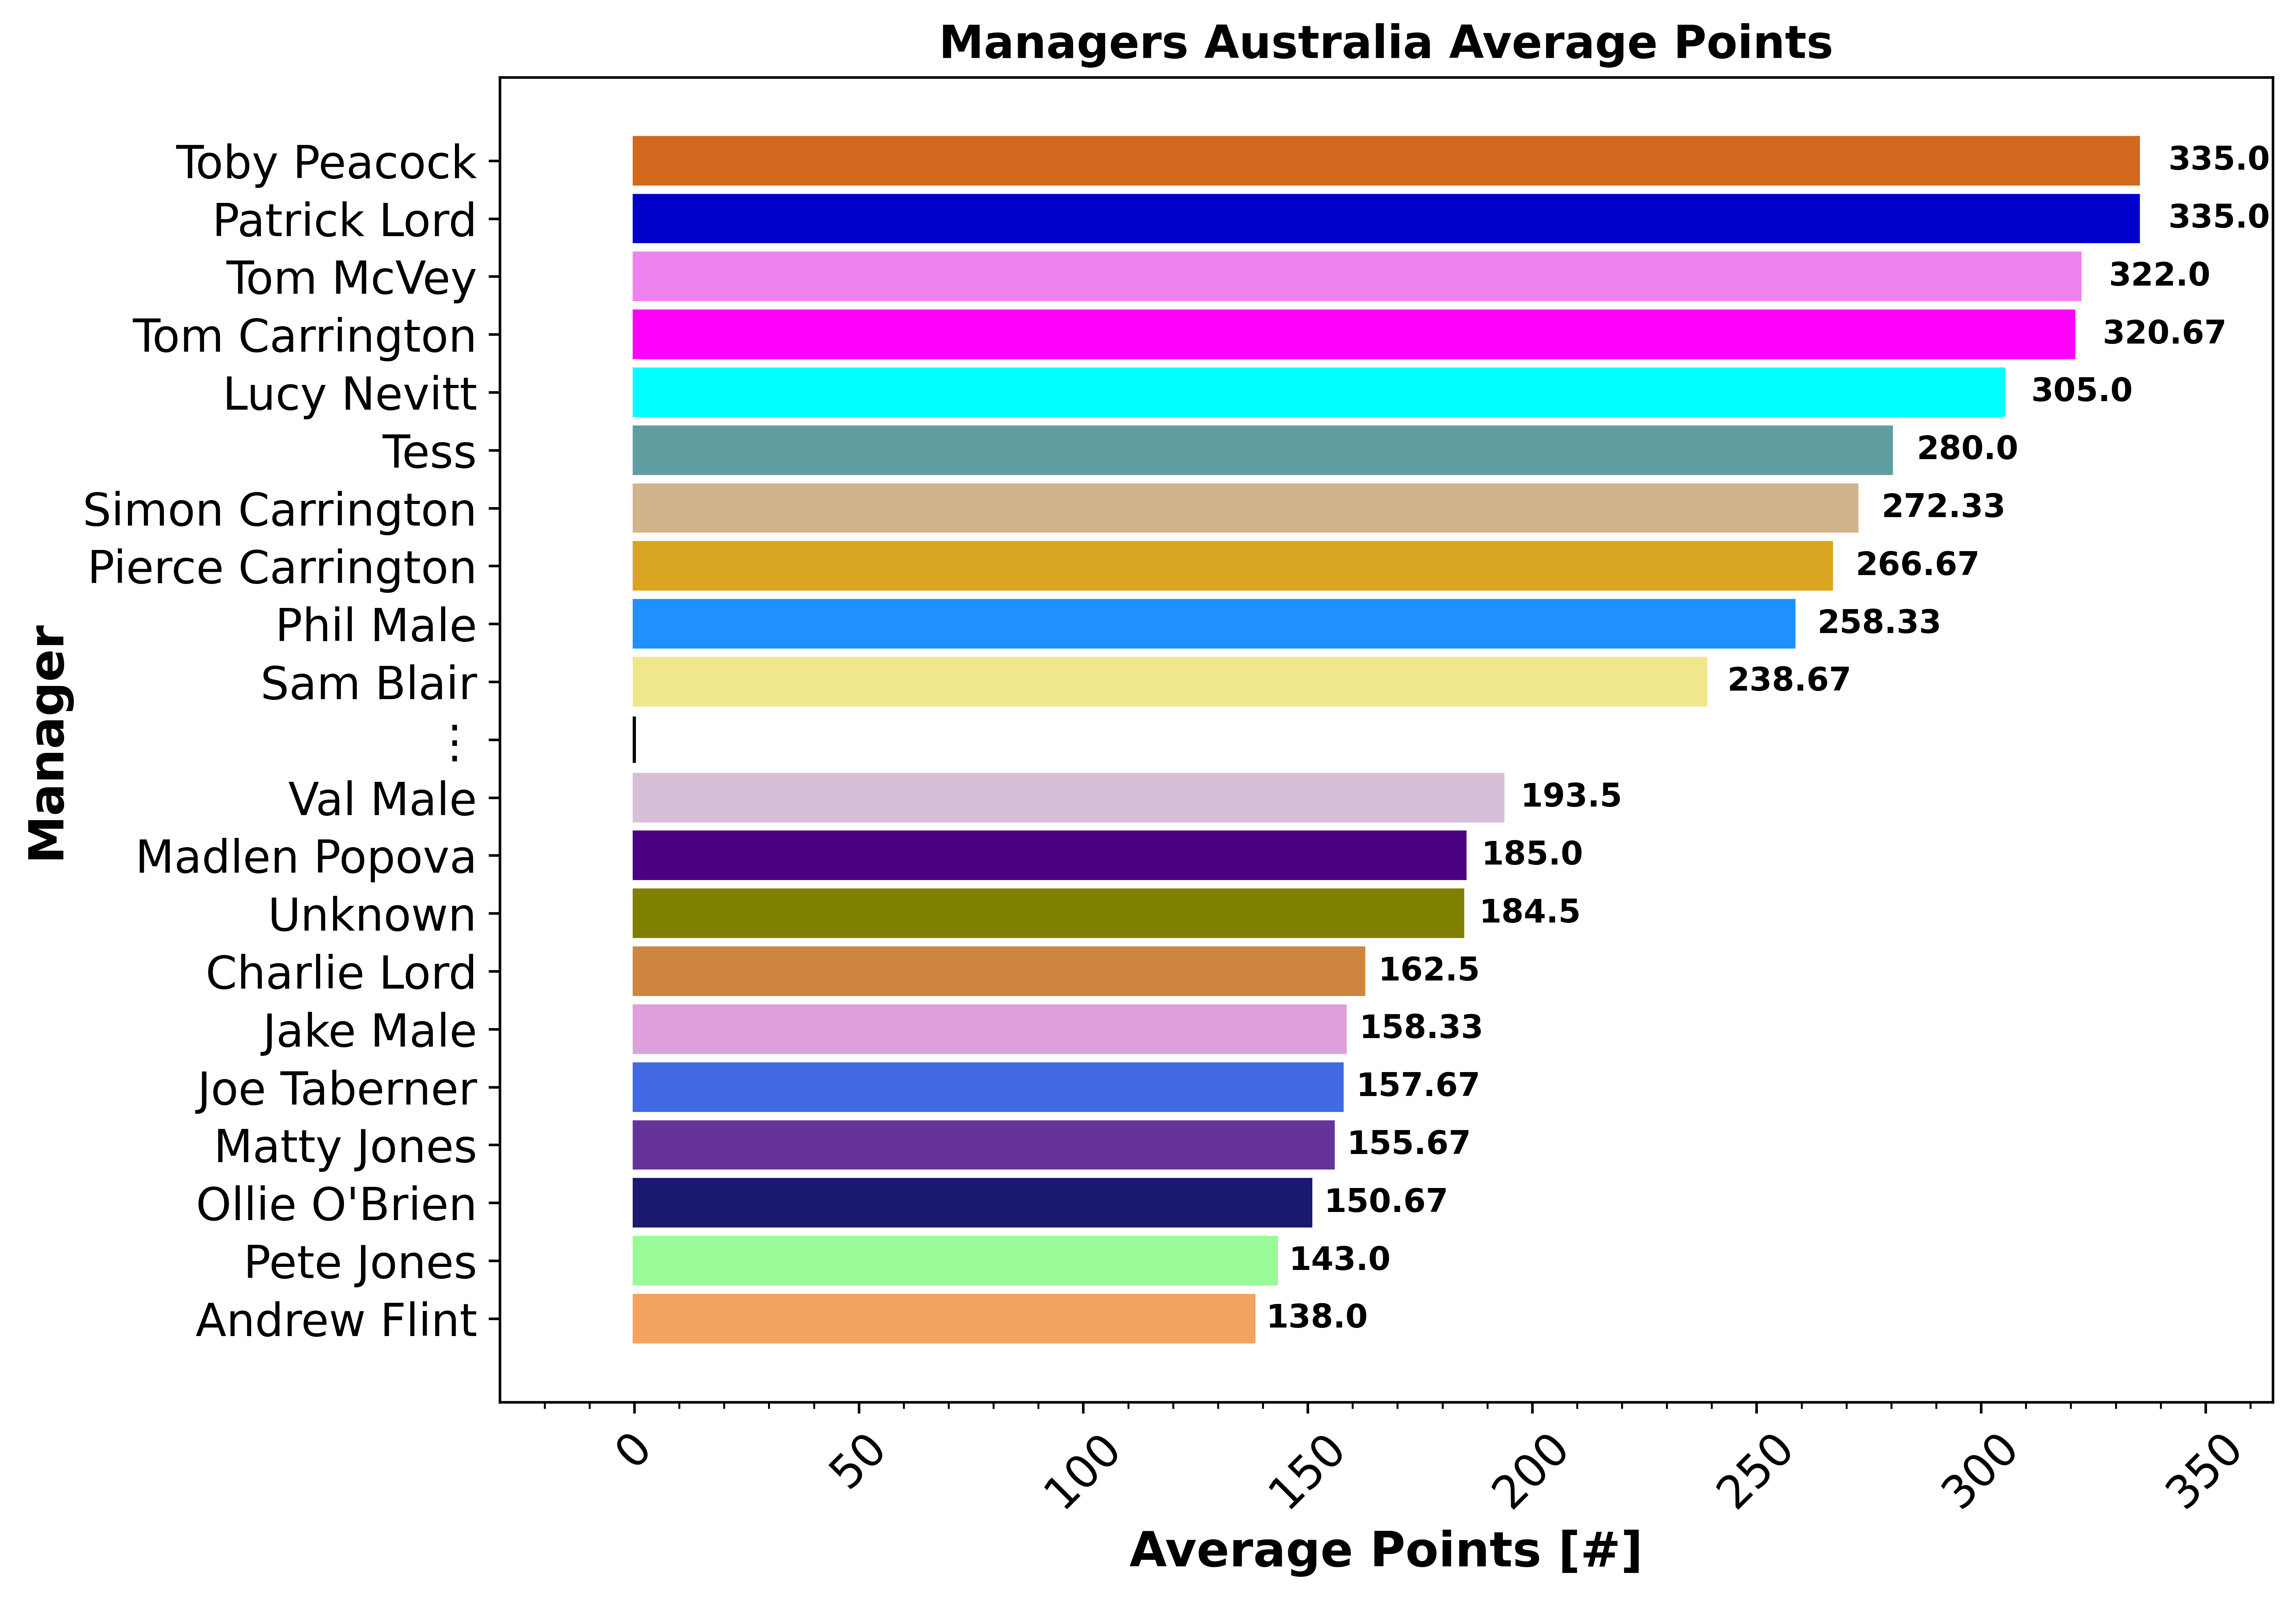 Managers Australia Average Points
Toby Peacock 335.0
Patrick Lord 335.0
Tom McVey 322.0
Tom Carrington 320.67
Lucy Nevitt 305.0
Tess 280.0
Simon Carrington 272.33
Pierce Carrington 266.67
Phil Male 258.33
Sam Blair 238.67
⋮
Val Male 193.5
Madlen Popova 185.0
Unknown 184.5
Charlie Lord 162.5
Jake Male 158.33
Joe Taberner 157.67
Matty Jones 155.67
Ollie O'Brien 150.67
Pete Jones 143.0
Andrew Flint 138.0
Manager
0 50 100 150 200 250 300 350
Average Points [#]